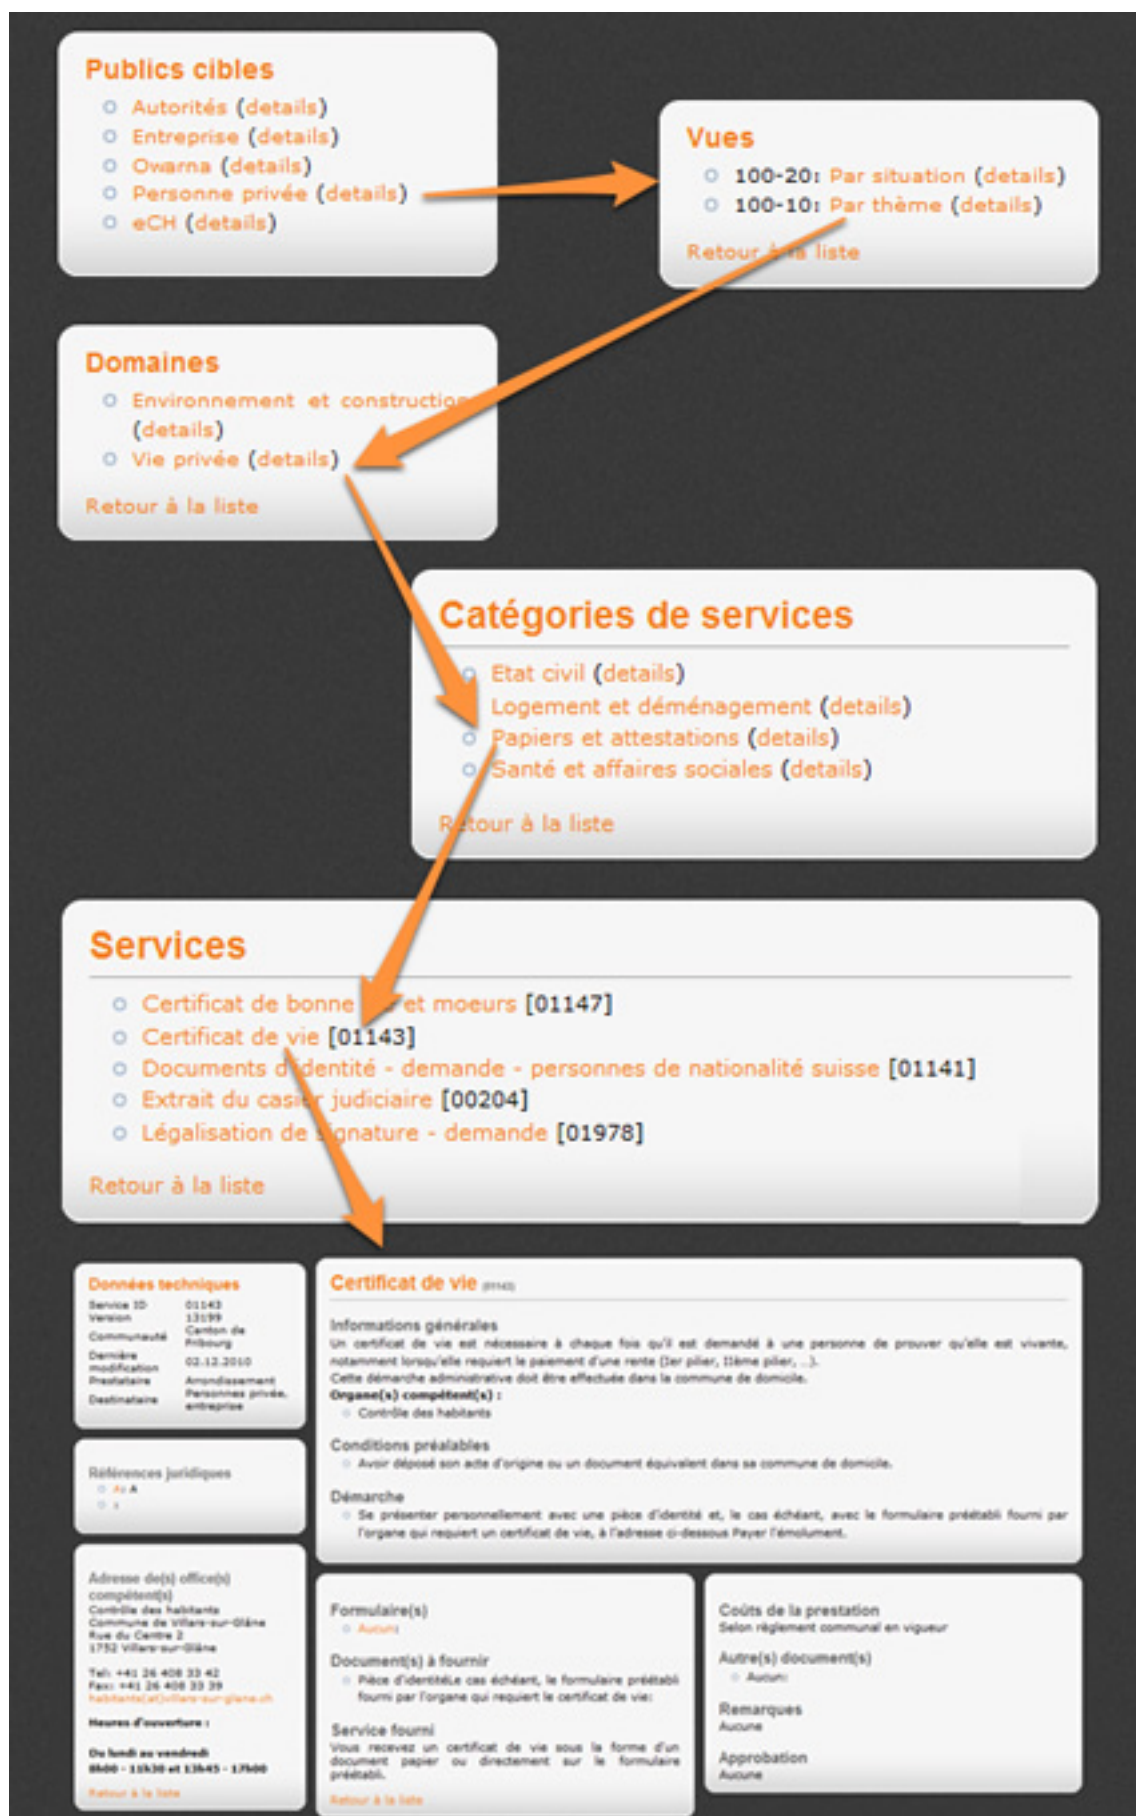 Publics cibles
Autorités (details)
Entreprise (details)
Owarna (details)
Personne privée (details)
eCH (details)
Vues
100-20: Par situation (details)
100-10: Par thème (details)
Retour à la liste
Domaines
Environnement et construction
(details)
Vie privée (details)
Retour à la liste
Catégories de services
Etat civil (details)
Logement et déménagement (details)
Papiers et attestations (details)
Santé et affaires sociales (details)
Retour à la liste
Services
Certificat de bonne et moeurs [01147]
Certificat de vie [01143]
Documents d'identité - demande - personnes de nationalité suisse [01141]
Extrait du casier judiciaire [00204]
Légalisation de signature - demande [01978]
Retour à la liste
Données techniques
Service ID 01143
Version 13199
Communauté Canton de
Fribourg
Dernière
modification 02.12.2010
Prestataire Arrondissement
Destinataire Personnes privée,
entreprise
Références juridiques
A: A
:
Adresse de(s) office(s)
compétent(s)
Contrôle des habitants
Commune de Villars-sur-Glâne
Rue du Centre 2
1752 Villars-sur-Glâne
Tel: +41 26 408 33 42
Fax: +41 26 408 33 39
habitants(at)villars-sur-glane.ch
Heures d'ouverture :
Du lundi au vendredi
8h00 - 11h30 et 13h45 - 17h00
Retour à la liste
Certificat de vie (01143)
Informations générales
Un certificat de vie est nécessaire à chaque fois qu'il est demandé à une personne de prouver qu'elle est vivante,
notamment lorsqu'elle requiert le paiement d'une rente (Ier pilier, IIème pilier, ...).
Cette démarche administrative doit être effectuée dans la commune de domicile.
Organe(s) compétent(s) :
Contrôle des habitants
Conditions préalables
Avoir déposé son acte d'origine ou un document équivalent dans sa commune de domicile.
Démarche
Se présenter personnellement avec une pièce d'identité et, le cas échéant, avec le formulaire préétabli fourni par
l'organe qui requiert un certificat de vie, à l'adresse ci-dessous Payer l'émolument.
Formulaire(s)
Aucun:
Document(s) à fournir
Pièce d'identitéLe cas échéant, le formulaire préétabli
fourni par l'organe qui requiert le certificat de vie:
Service fourni
Vous recevez un certificat de vie sous la forme d'un
document papier ou directement sur le formulaire
préétabli.
Retour à la liste
Coûts de la prestation
Selon règlement communal en vigueur
Autre(s) document(s)
Aucun:
Remarques
Aucune
Approbation
Aucune